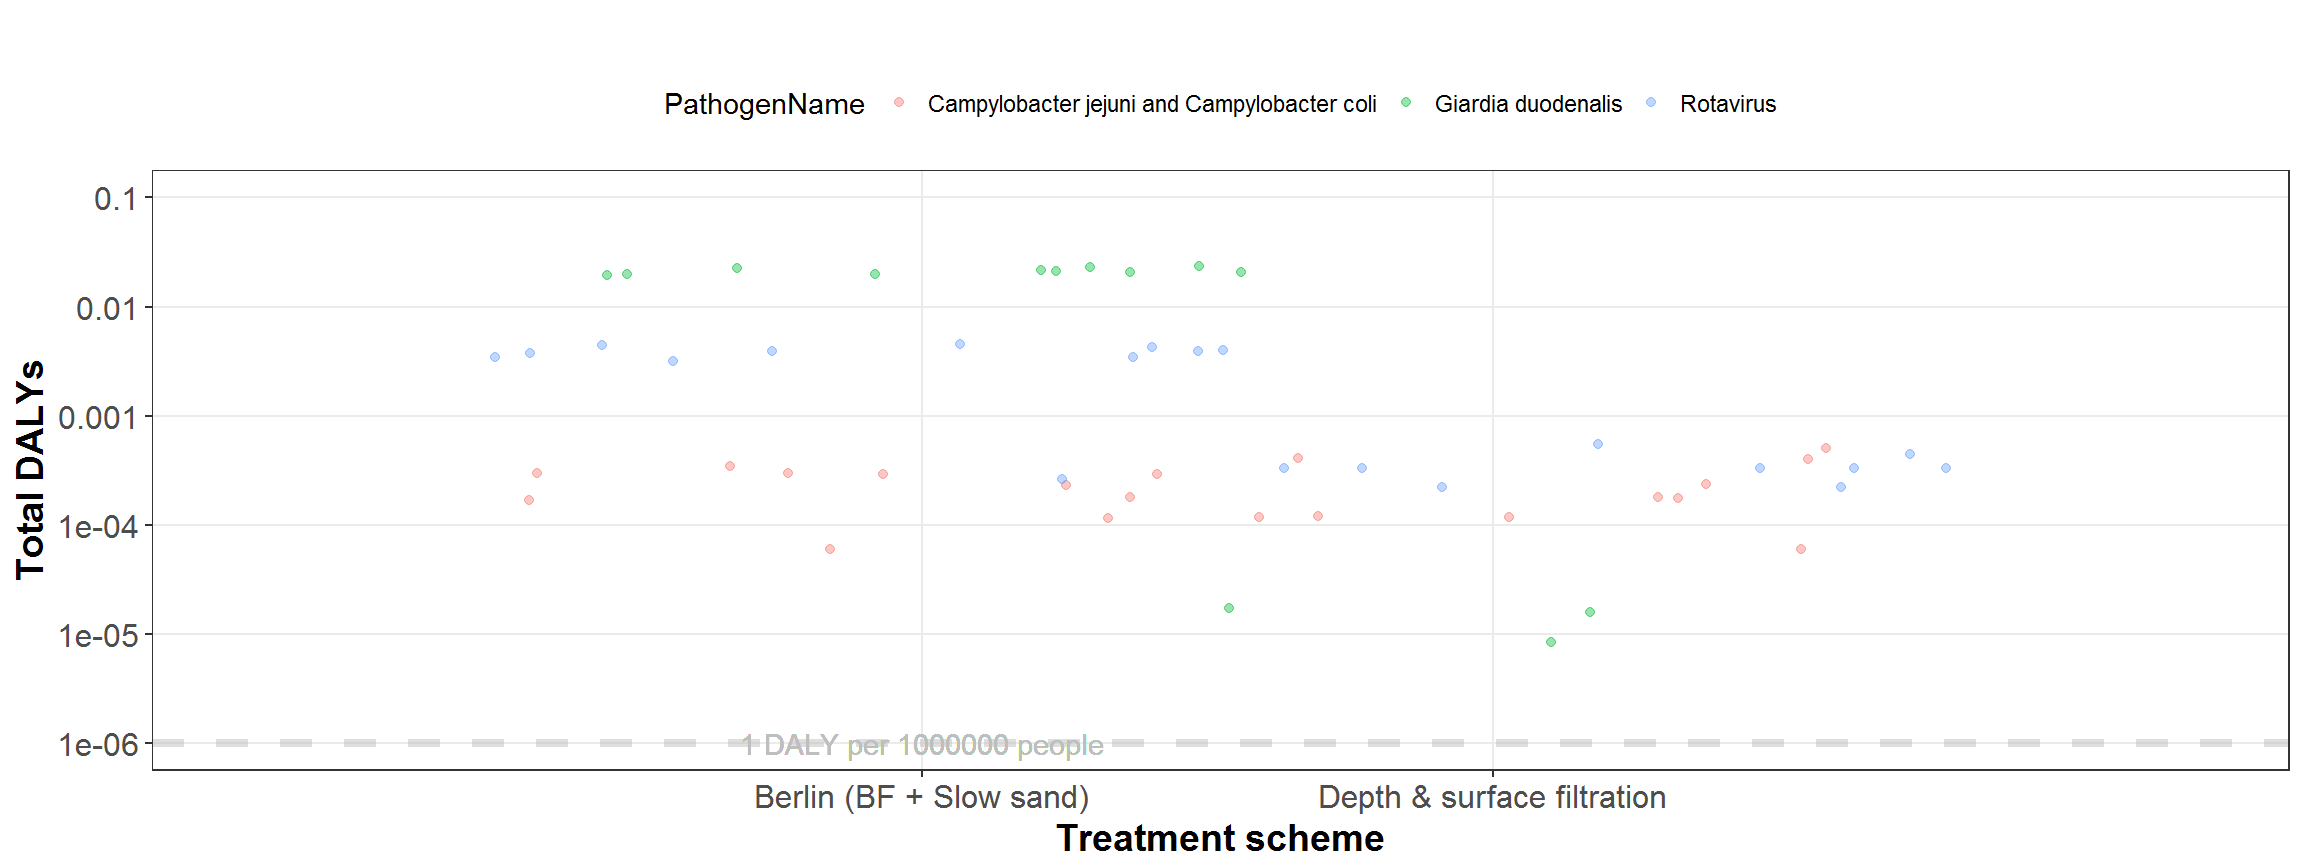 PathogenName Campylobacter jejuni and Campylobacter coli Giardia duodenalis Rotavirus
Total DALYs
0.1
0.01
0.001
1e-04
1e-05
1e-06
1 DALY per 1000000 people
Berlin (BF + Slow sand) Depth & surface filtration
Treatment scheme